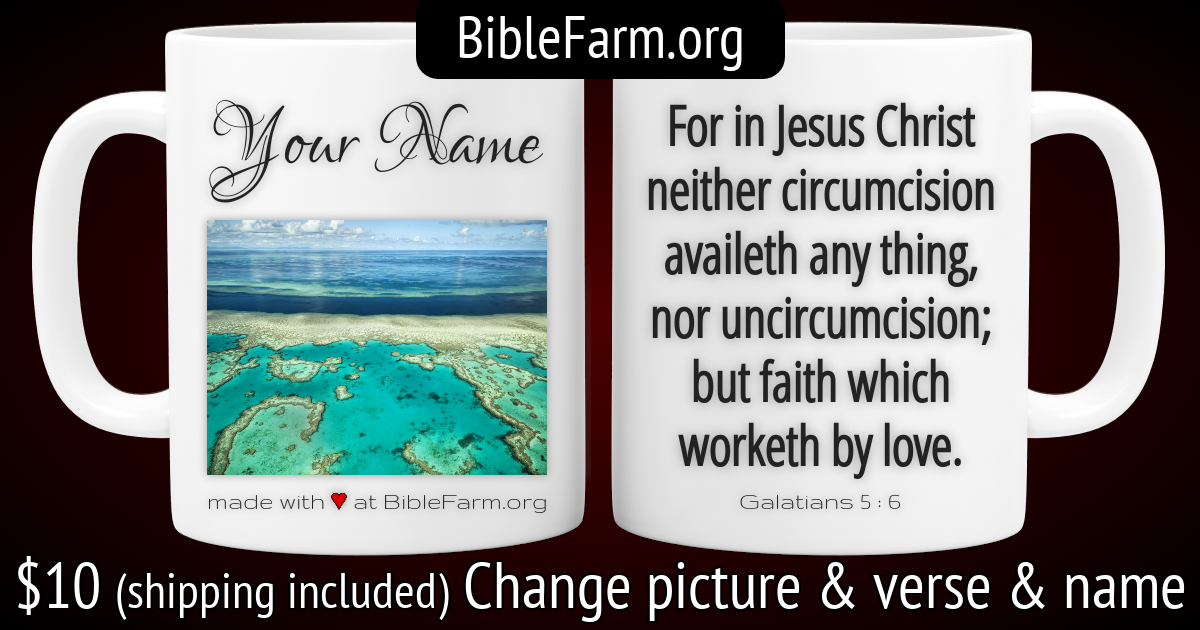 BibleFarm.org
Your Name
made with ♥ at BibleFarm.org
For in Jesus Christ
neither circumcision
availeth any thing,
nor uncircumcision;
but faith which
worketh by love.
Galatians 5 : 6
$10 (shipping included) Change picture & verse & name